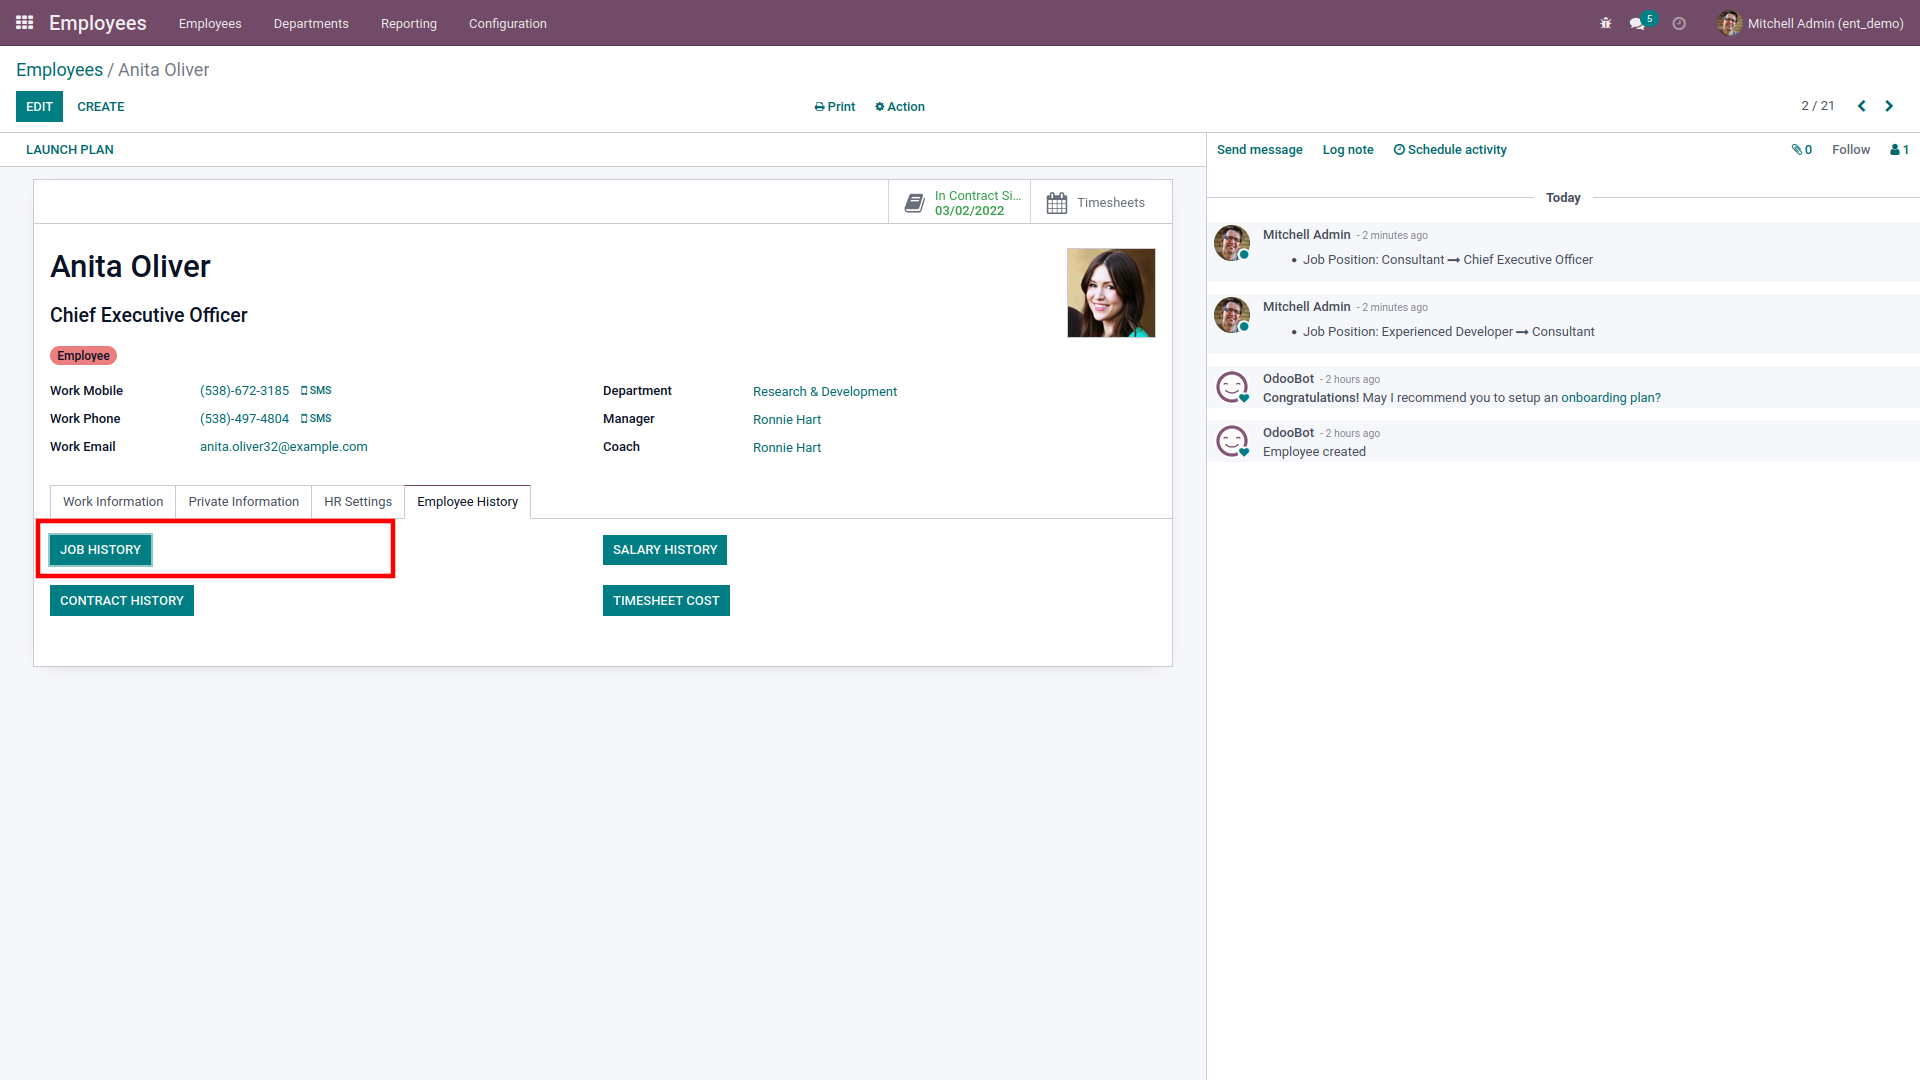 Employees Employees Departments Reporting Configuration 5 Mitchell Admin (ent_demo)
Employees / Anita Oliver
EDIT CREATE Print Action 2 / 21
LAUNCH PLAN
In Contract Si...
03/02/2022
Timesheets
Anita Oliver
Chief Executive Officer
Employee
Work Mobile (538)-672-3185 SMS
Work Phone (538)-497-4804 SMS
Work Email anita.oliver32@example.com
Department Research & Development
Manager Ronnie Hart
Coach Ronnie Hart
Work Information Private Information HR Settings Employee History
JOB HISTORY SALARY HISTORY
CONTRACT HISTORY TIMESHEET COST
Send message Log note Schedule activity 0 Follow 1
Today
Mitchell Admin - 2 minutes ago
• Job Position: Consultant → Chief Executive Officer
Mitchell Admin - 2 minutes ago
• Job Position: Experienced Developer → Consultant
OdooBot - 2 hours ago
Congratulations! May I recommend you to setup an onboarding plan?
OdooBot - 2 hours ago
Employee created